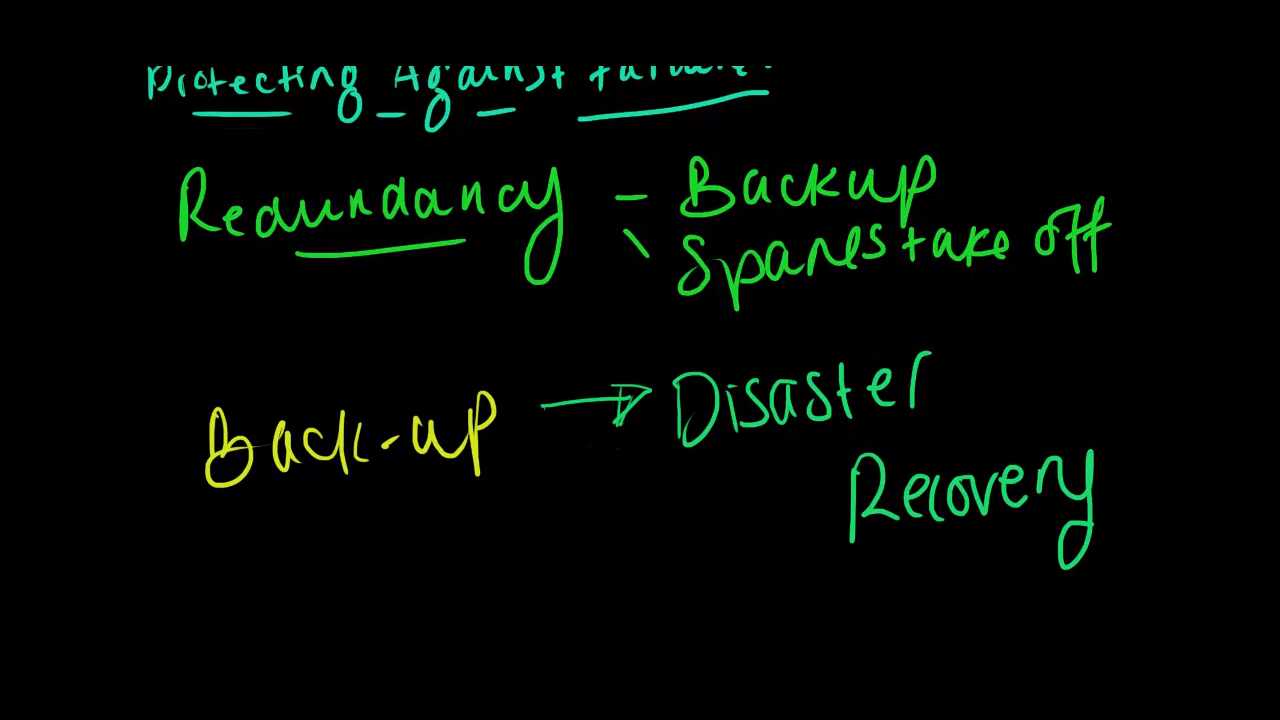 Protecting Against
Redundancy - Backup
Spares take off
Back-up → Disaster
Recovery